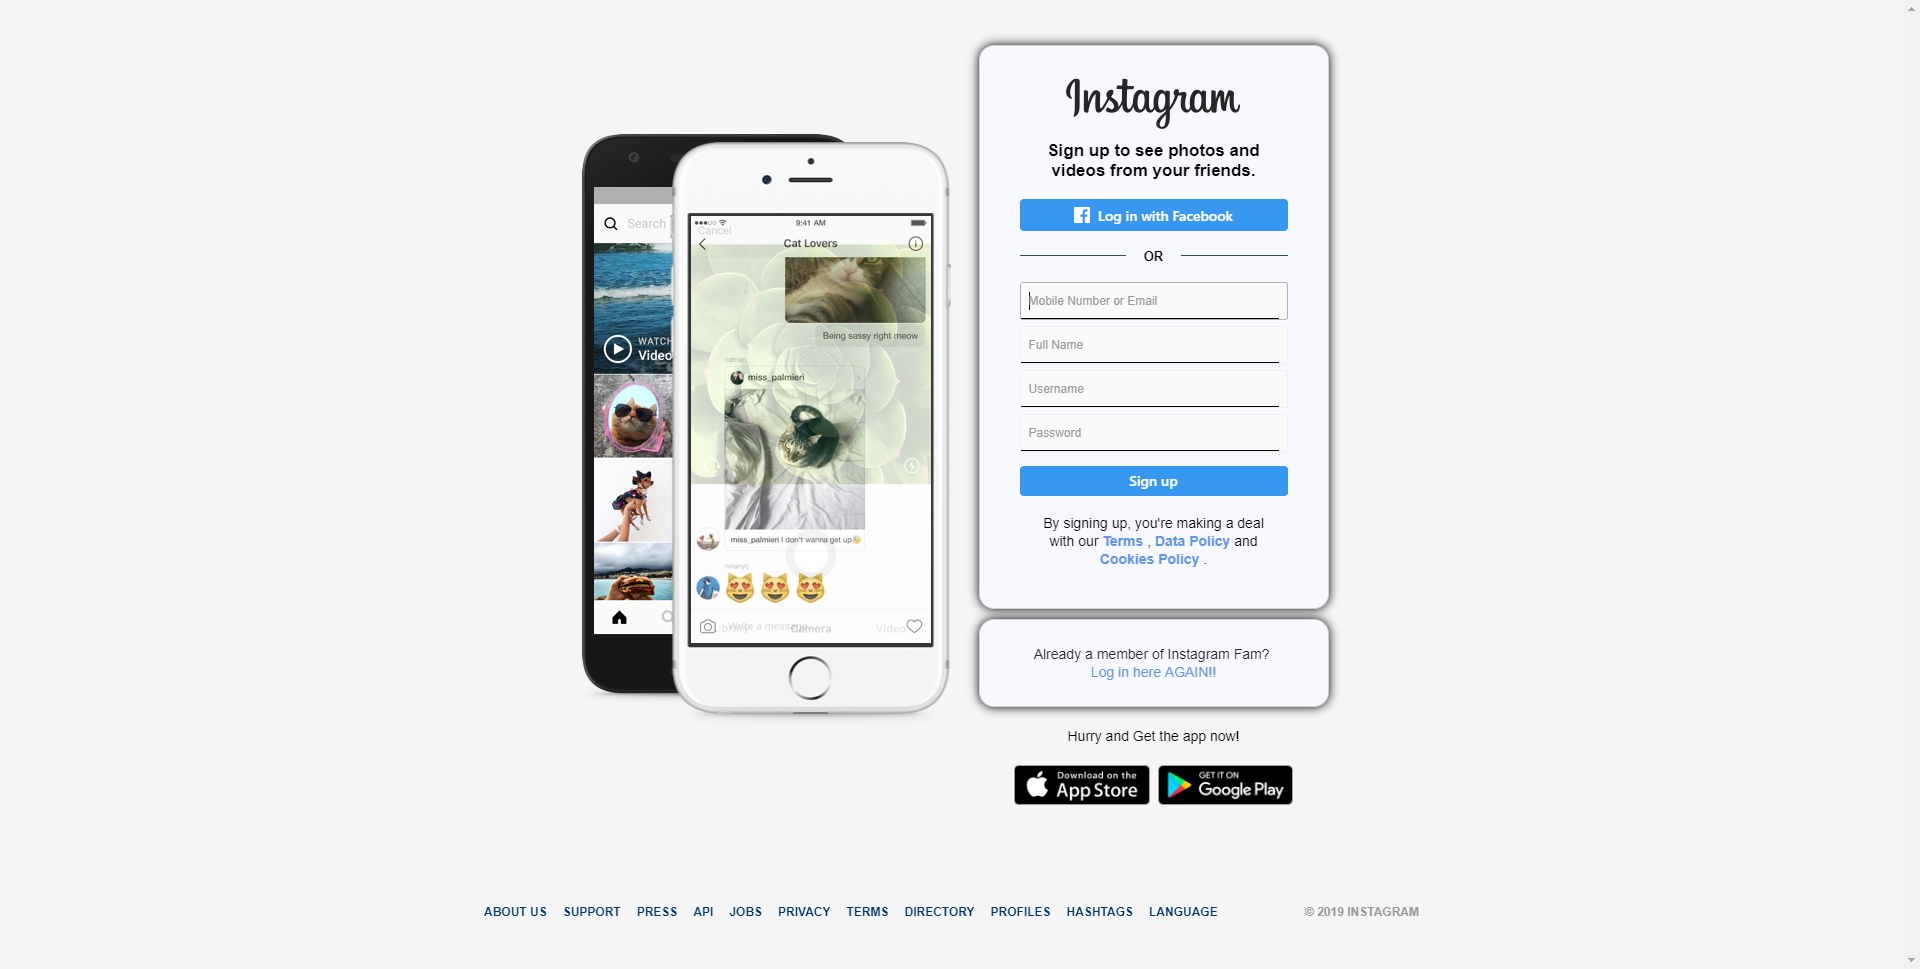 Instagram
Sign up to see photos and
videos from your friends.
Log in with Facebook
OR
Mobile Number or Email
Full Name
Username
Password
Sign up
By signing up, you're making a deal
with our Terms , Data Policy and
Cookies Policy .
Already a member of Instagram Fam?
Log in here AGAIN!!
Hurry and Get the app now!
Download on the
App Store
GET IT ON
Google Play
Search
WATCH
Video
9:41 AM
Cancel
Cat Lovers
Being sassy right meow
catnap
miss_palmieri
miss_palmieri I don't wanna get up
nnanyc
Write a message...
Library
Camera
Video
ABOUT US SUPPORT PRESS API JOBS PRIVACY TERMS DIRECTORY PROFILES HASHTAGS LANGUAGE
© 2019 INSTAGRAM